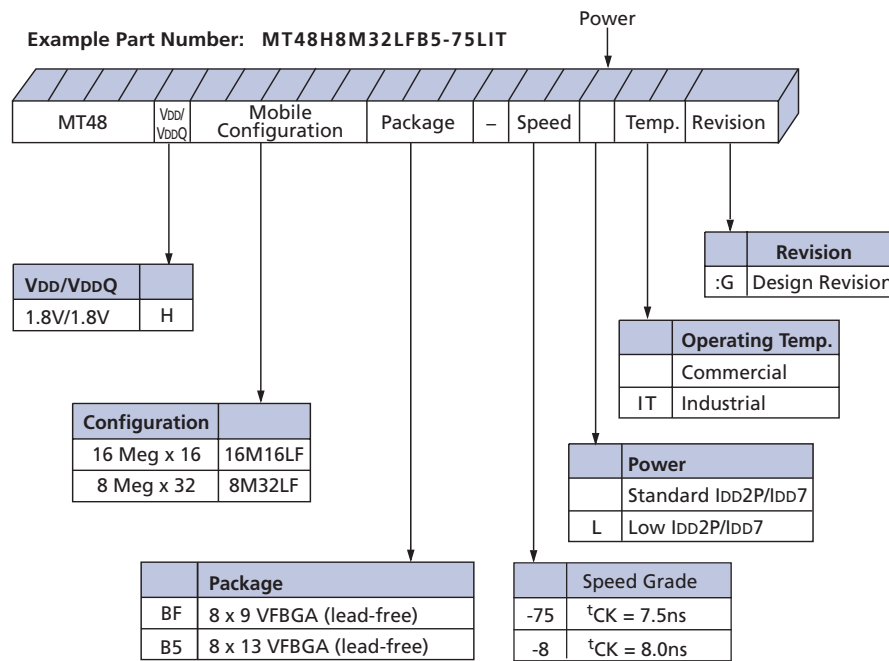 Power
Example Part Number: MT48H8M32LFB5-75LIT
MT48
VDD/
VDDQ
Mobile
Configuration
Package
–
Speed
Temp.
Revision
Revision
:G Design Revision
VDD/VDDQ
1.8V/1.8V H
Operating Temp.
Commercial
IT Industrial
Configuration
16 Meg x 16 16M16LF
8 Meg x 32 8M32LF
Power
Standard IDD2P/IDD7
L Low IDD2P/IDD7
Package
BF 8 x 9 VFBGA (lead-free)
B5 8 x 13 VFBGA (lead-free)
Speed Grade
-75 tCK = 7.5ns
-8 tCK = 8.0ns